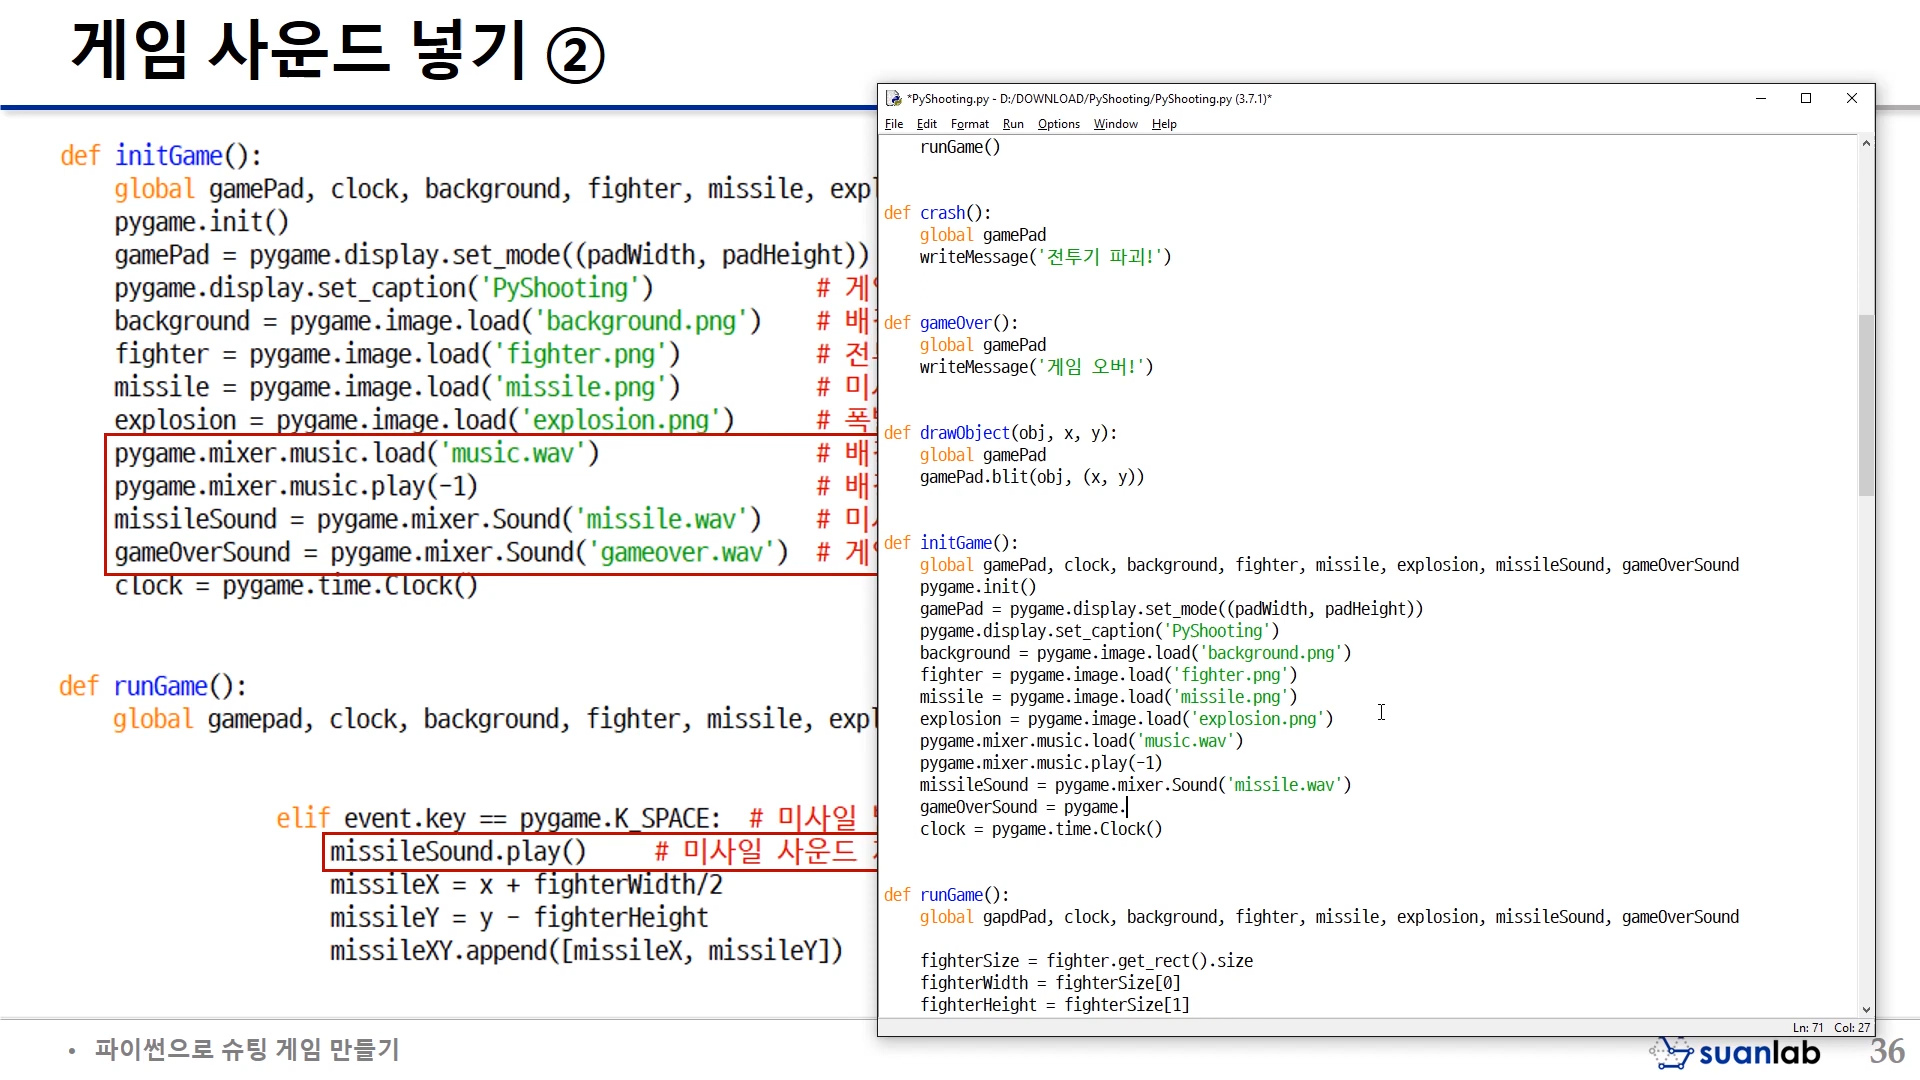 게임 사운드 넣기 ②
def initGame():
global gamePad, clock, background, fighter, missile,
pygame.init()
gamePad = pygame.display.set_mode((padWidth, padHeight))
pygame.display.set_caption('PyShooting') #
background = pygame.image.load('background.png') #
fighter = pygame.image.load('fighter.png') #
missile = pygame.image.load('missile.png') #
explosion = pygame.image.load('explosion.png') #
pygame.mixer.music.load('music.wav') #
pygame.mixer.music.play(-1) #
missileSound = pygame.mixer.Sound('missile.wav') #
gameOverSound = pygame.mixer.Sound('gameover.wav') #
clock = pygame.time.Clock()
def runGame():
global gamepad, clock, background, fighter, missile,
elif event.key == pygame.K_SPACE: # 미사일
missileSound.play() # 미사일 사운드
missileX = x + fighterWidth/2
missileY = y - fighterHeight
missileXY.append([missileX, missileY])
*PyShooting.py - D:/DOWNLOAD/PyShooting/PyShooting.py (3.7.1)*
File Edit Format Run Options Window Help
runGame()
def crash():
global gamePad
writeMessage('전투기 파괴!')
def gameOver():
global gamePad
writeMessage('게임 오버!')
def drawObject(obj, x, y):
global gamePad
gamePad.blit(obj, (x, y))
def initGame():
global gamePad, clock, background, fighter, missile, explosion, missileSound, gameOverSound
pygame.init()
gamePad = pygame.display.set_mode((padWidth, padHeight))
pygame.display.set_caption('PyShooting')
background = pygame.image.load('background.png')
fighter = pygame.image.load('fighter.png')
missile = pygame.image.load('missile.png')
explosion = pygame.image.load('explosion.png')
pygame.mixer.music.load('music.wav')
pygame.mixer.music.play(-1)
missileSound = pygame.mixer.Sound('missile.wav')
gameOverSound = pygame.
clock = pygame.time.Clock()
def runGame():
global gapdPad, clock, background, fighter, missile, explosion, missileSound, gameOverSound
fighterSize = fighter.get_rect().size
fighterWidth = fighterSize[0]
fighterHeight = fighterSize[1]
Ln: 71 Col: 27
• 파이썬으로 슈팅 게임 만들기
suanlab
36